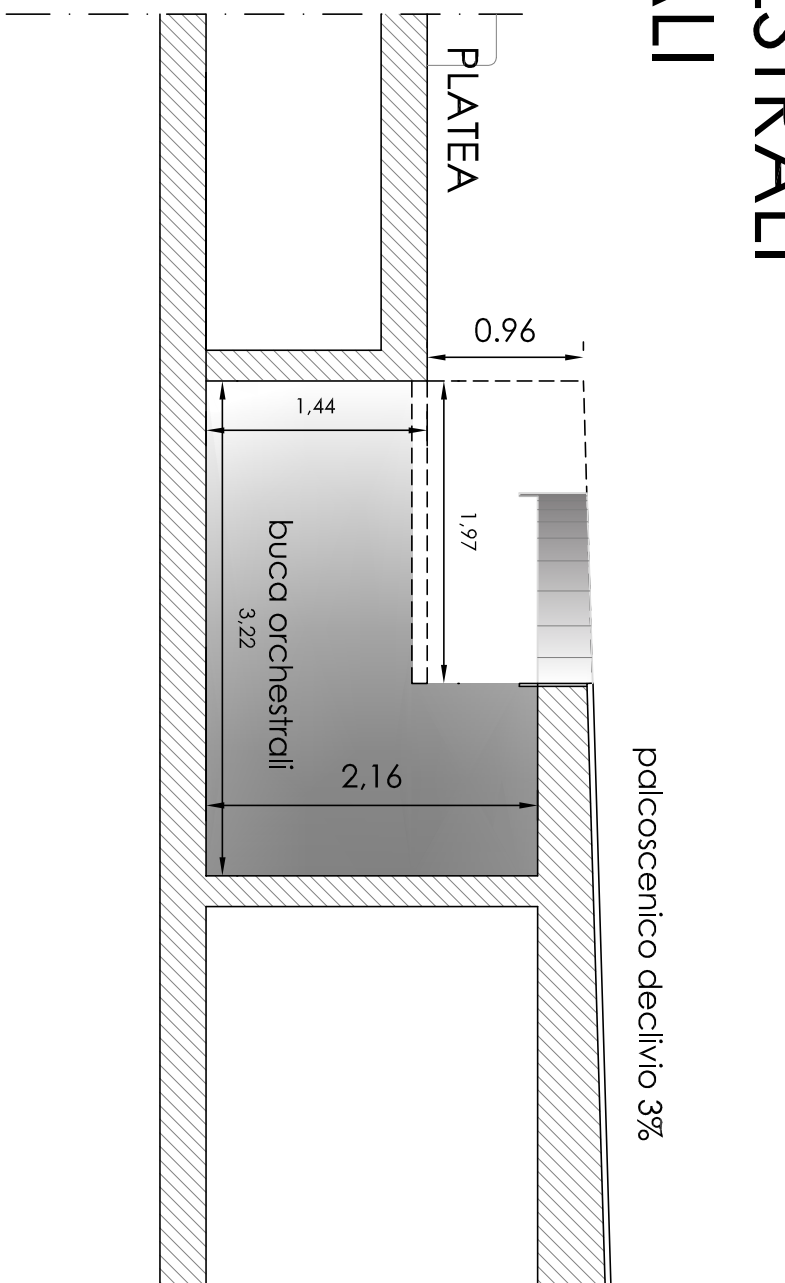 PLATEA
0.96
1,44
1,97
buca orchestrali
3,22
2,16
palcoscenico declivio 3%